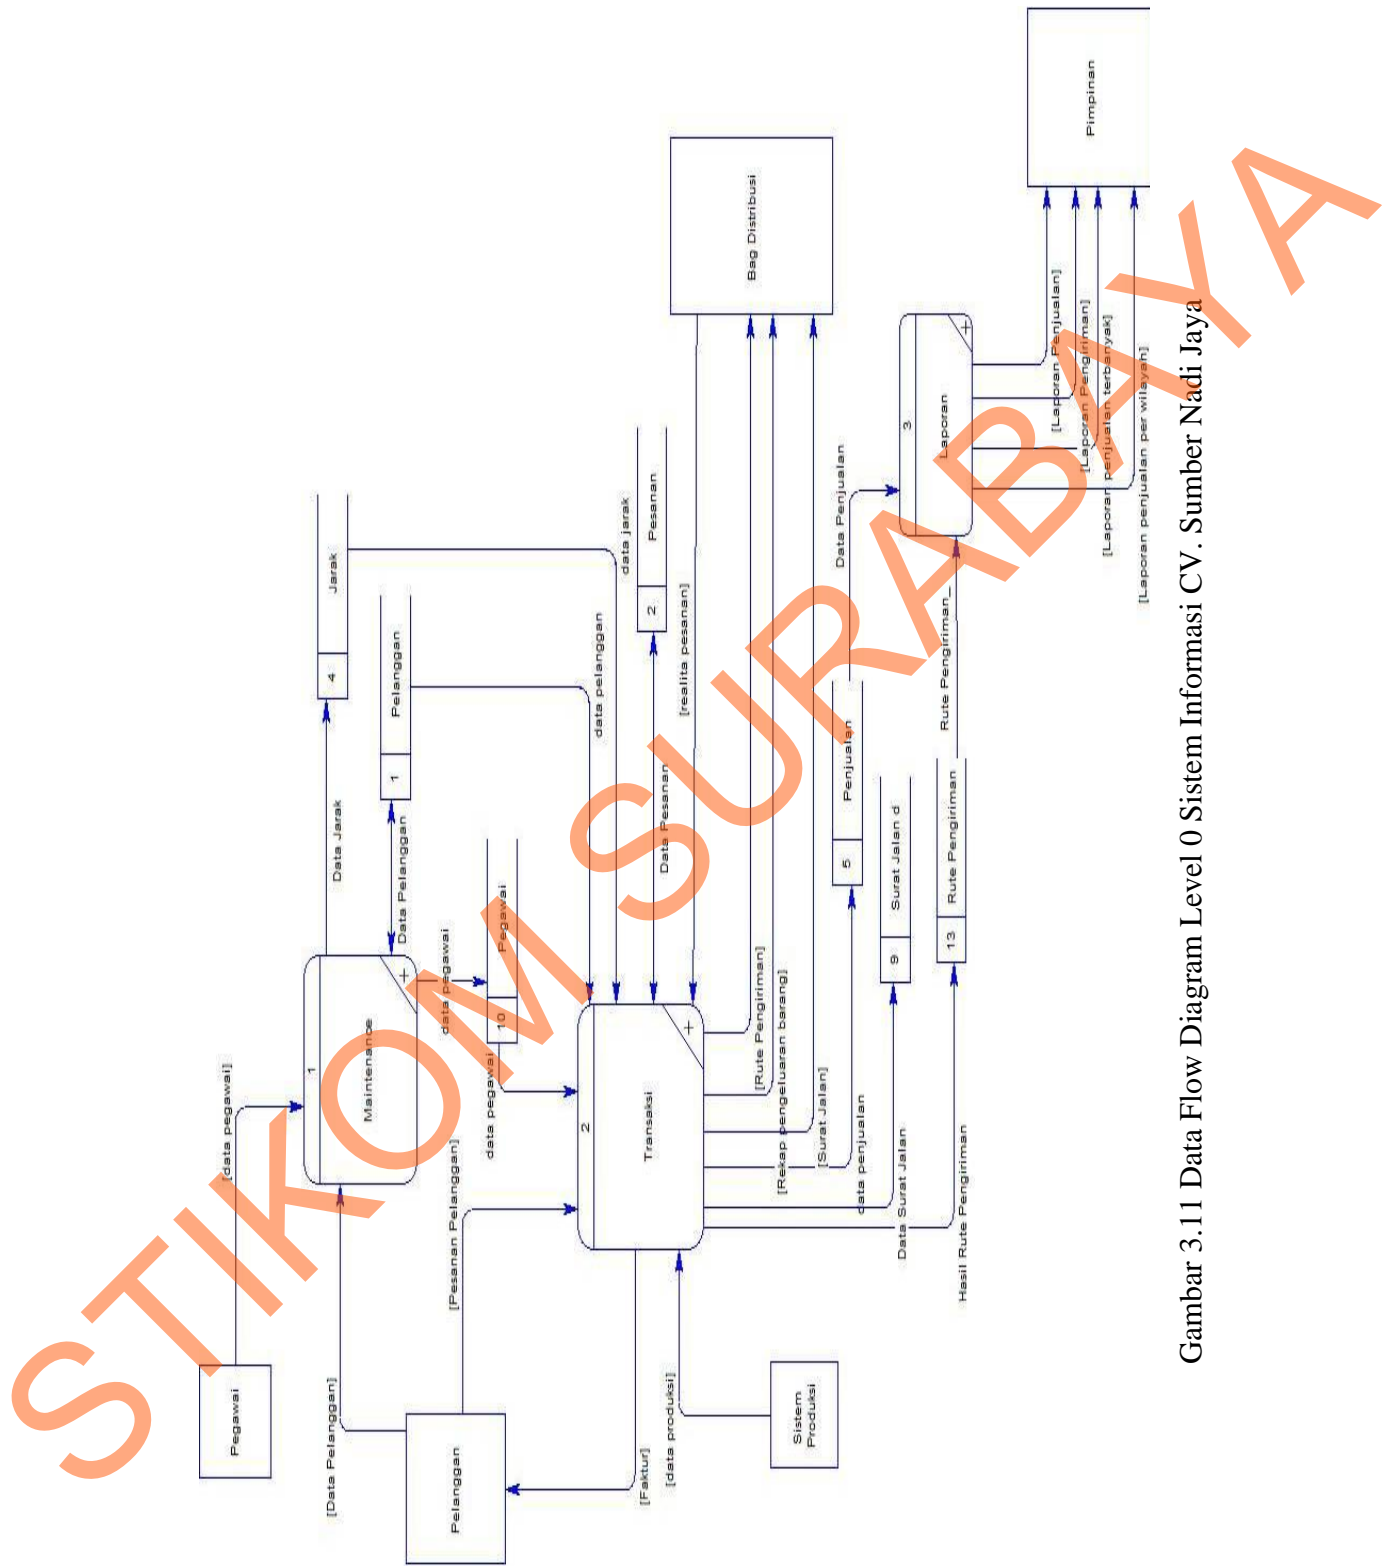 Pegawai
[data pegawai]
[Data Pelanggan]
Pelanggan
[Pesanan Pelanggan]
[Faktur]
[data produksi]
Sistem
Produksi
1
Maintenance
+
Data Jarak
4
Jarak
Data Pelanggan
1
Pelanggan
data pegawai
10
Pegawai
data pegawai
2
Transaksi
+
data pelanggan
data jarak
2
Pesanan
Data Pesanan
[realita pesanan]
Bag Distribusi
[Rute Pengiriman]
[Rekap pengeluaran barang]
[Surat Jalan]
data penjualan
Data Surat Jalan
Hasil Rute Pengiriman
5
Penjualan
9
Surat Jalan d
13
Rute Pengiriman
Data Penjualan
Rute Pengiriman_
3
Laporan
+
[Laporan Penjualan]
[Laporan Pengiriman]
[Laporan penjualan terbanyak]
[Laporan penjualan per wilayah]
Pimpinan
Gambar 3.11 Data Flow Diagram Level 0 Sistem Informasi CV. Sumber Nadi Jaya
STIKOM SURABAYA